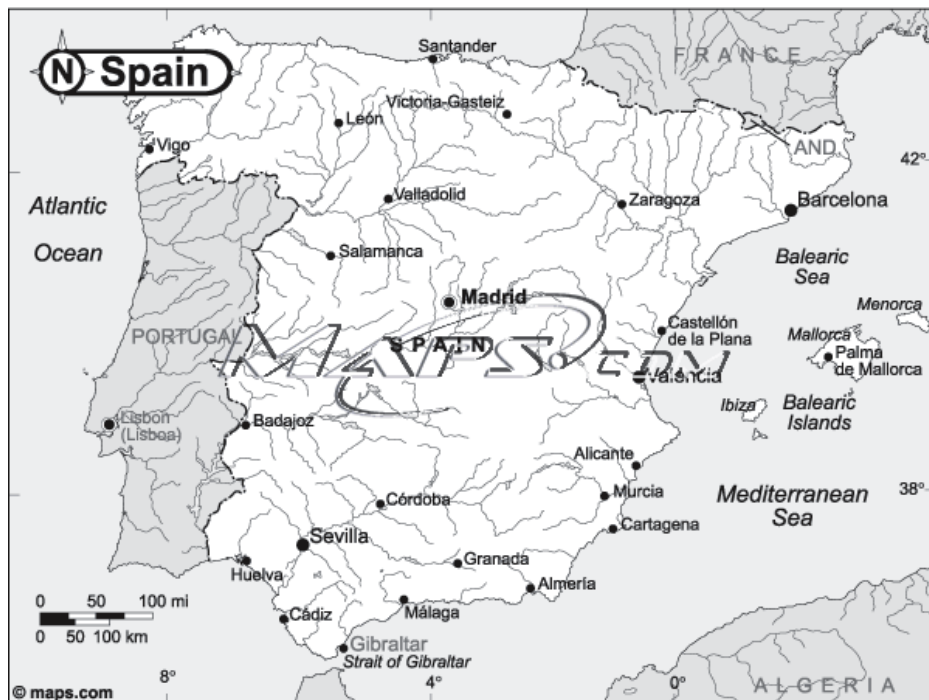 N Spain
Santander
FRANCE
Victoria-Gasteiz
León
AND.
Vigo
42°
Valladolid
Zaragoza
Barcelona
Atlantic
Ocean
Salamanca
Balearic
Sea
Madrid
Menorca
PORTUGAL
Castellón
de la Plana
Mallorca
SPAIN
MAPS.COM
Palma
de Mallorca
Valencia
Ibiza
Balearic
Islands
Lisbon
(Lisboa)
Badajoz
Alicante
Mediterranean
Sea
38°
Córdoba
Murcia
Cartagena
Sevilla
Granada
Huelva
Almería
0 50 100 mi
0 50 100 km
Cádiz
Málaga
Gibraltar
Strait of Gibraltar
8°
4°
0°
ALGERIA
© maps.com